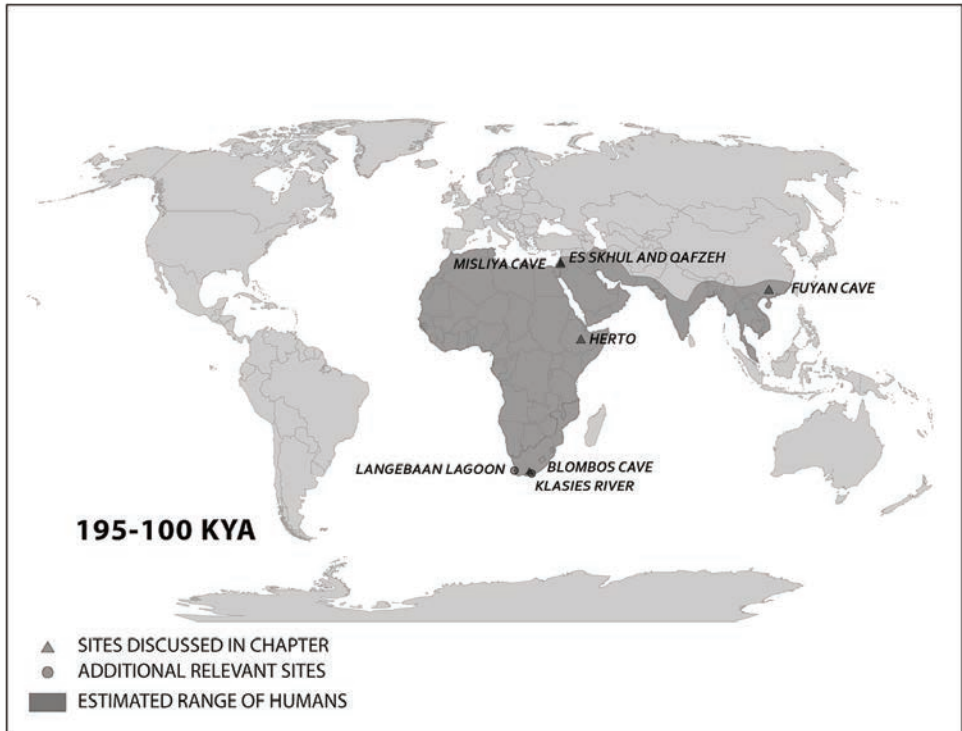 ES SKHUL AND QAFZEH
MISLIYA CAVE
FUYAN CAVE
HERTO
LANGEBAAN LAGOON
BLOMBOS CAVE
KLASIES RIVER
195-100 KYA
SITES DISCUSSED IN CHAPTER
ADDITIONAL RELEVANT SITES
ESTIMATED RANGE OF HUMANS